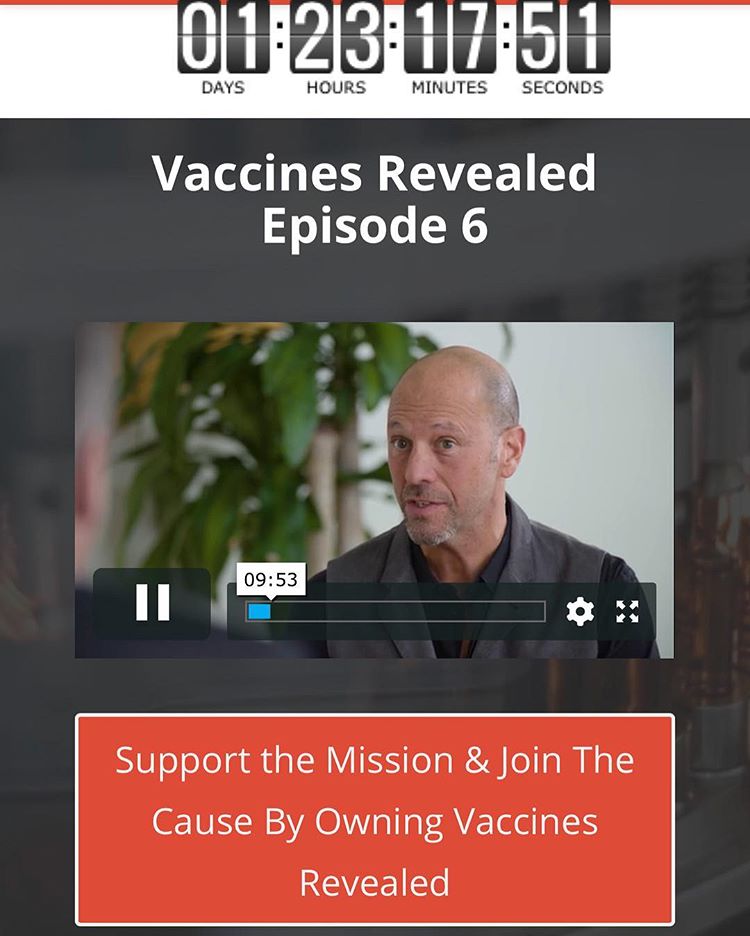 01:23:17:51
DAYS HOURS MINUTES SECONDS
Vaccines Revealed
Episode 6
09:53
Support the Mission & Join The
Cause By Owning Vaccines
Revealed